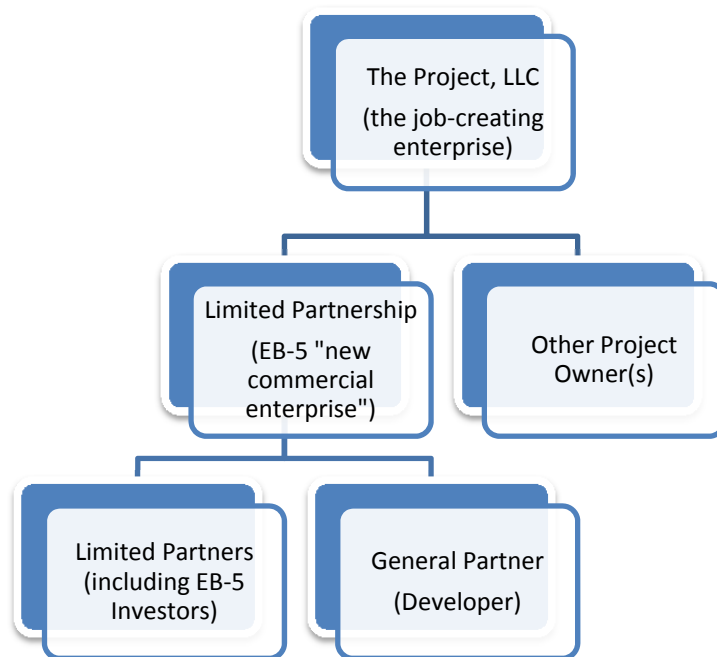 The Project, LLC
(the job-creating
enterprise)
Limited Partnership
(EB-5 "new
commercial
enterprise")
Other Project
Owner(s)
Limited Partners
(including EB-5
Investors)
General Partner
(Developer)